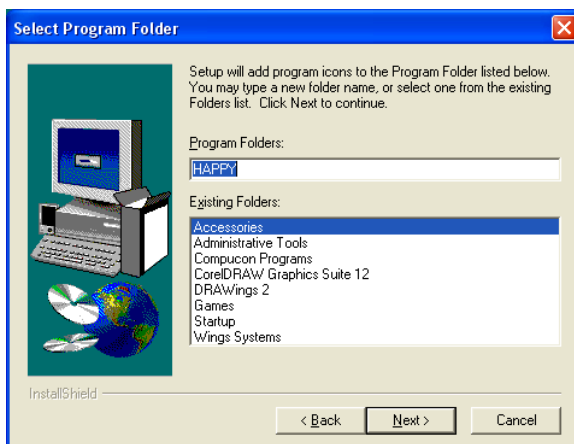 Select Program Folder
Setup will add program icons to the Program Folder listed below.
You may type a new folder name, or select one from the existing
Folders list. Click Next to continue.
Program Folders:
HAPPY
Existing Folders:
Accessories
Administrative Tools
Compucon Programs
CorelDRAW Graphics Suite 12
DRAWings 2
Games
Startup
Wings Systems
InstallShield
< Back
Next >
Cancel